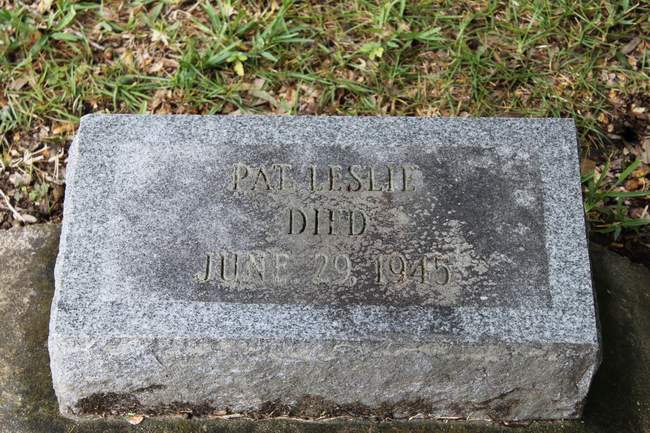 PAT LESLIE
DIED
JUNE 29, 1945